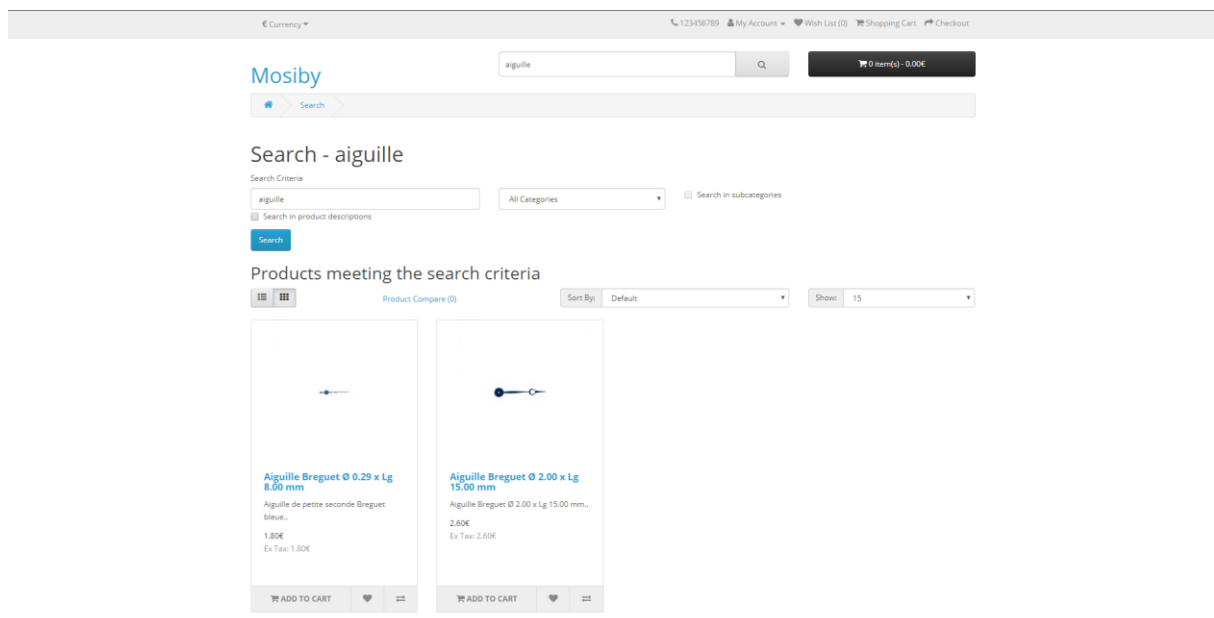 € Currency
123456789 My Account Wish List (0) Shopping Cart Checkout
Mosiby
aiguille
0 item(s) - 0.00€
Search
Search - aiguille
Search Criteria
aiguille
All Categories
Search in subcategories
Search in product descriptions
Search
Products meeting the search criteria
Product Compare (0)
Sort By: Default
Show: 15
Aiguille Breguet Ø 0.29 x Lg
8.00 mm
Aiguille de petite seconde Breguet
bleue..
1.80€
Ex Tax: 1.80€
ADD TO CART
Aiguille Breguet Ø 2.00 x Lg
15.00 mm
Aiguille Breguet Ø 2.00 x Lg 15.00 mm..
2.60€
Ex Tax: 2.60€
ADD TO CART